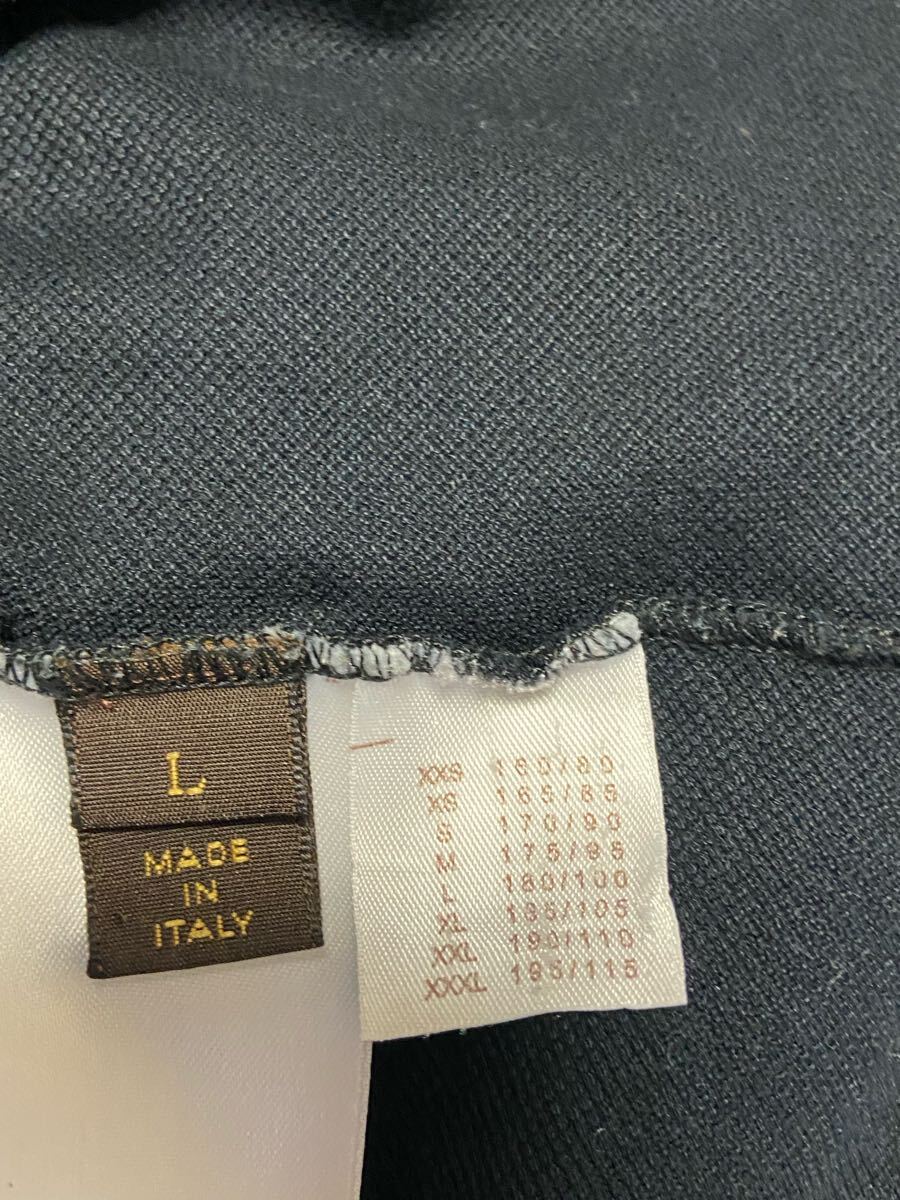 L
MADE
IN
ITALY
XXS 160/80
XS 165/85
S 170/90
M 175/95
L 180/100
XL 185/105
XXL 190/110
XXXL 195/115